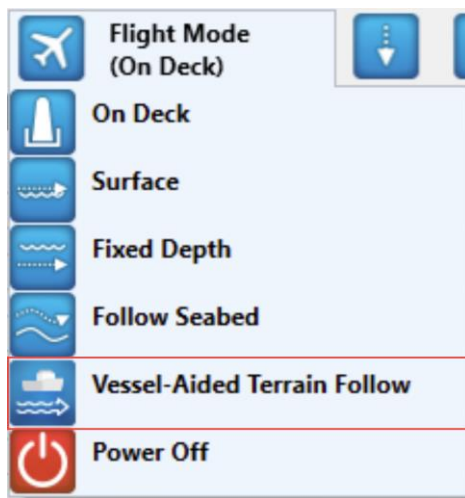 Flight Mode
(On Deck)
On Deck
Surface
Fixed Depth
Follow Seabed
Vessel-Aided Terrain Follow
Power Off